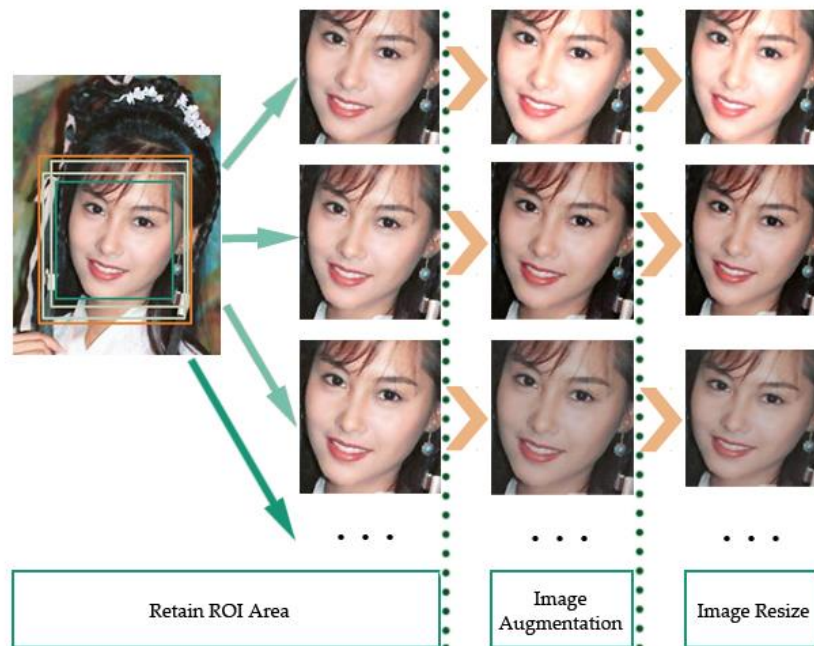 . . .
. . .
. . .
Retain ROI Area
Image
Augmentation
Image Resize